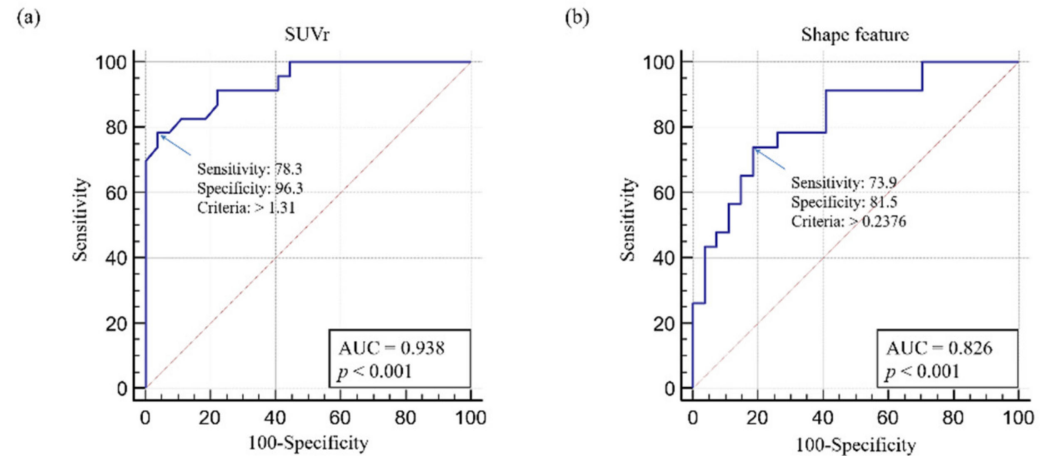 (a)
SUVr
100
80
60
40
20
0
Sensitivity
Sensitivity: 78.3
Specificity: 96.3
Criteria: > 1.31
AUC = 0.938
p < 0.001
0 20 40 60 80 100
100-Specificity
(b)
Shape feature
100
80
60
40
20
0
Sensitivity
Sensitivity: 73.9
Specificity: 81.5
Criteria: > 0.2376
AUC = 0.826
p < 0.001
0 20 40 60 80 100
100-Specificity